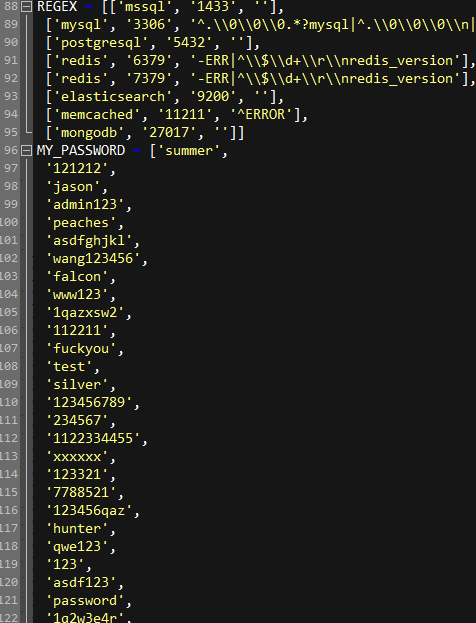 88 REGEX = [['mssql', '1433', ''],
89 ['mysql', '3306', '^.\\0\\0\\0.*?mysql|^.\\0\\0\\0\\n|
90 ['postgresql', '5432', ''],
91 ['redis', '6379', '-ERR|^\\$\\d+\\r\\nredis_version'],
92 ['redis', '7379', '-ERR|^\\$\\d+\\r\\nredis_version'],
93 ['elasticsearch', '9200', ''],
94 ['memcached', '11211', '^ERROR'],
95 ['mongodb', '27017', '']]
96 MY_PASSWORD = ['summer',
97 '121212',
98 'jason',
99 'admin123',
100 'peaches',
101 'asdfghjkl',
102 'wang123456',
103 'falcon',
104 'www123',
105 '1qazxsw2',
106 '112211',
107 'fuckyou',
108 'test',
109 'silver',
110 '123456789',
111 '234567',
112 '1122334455',
113 'xxxxxx',
114 '123321',
115 '7788521',
116 '123456qaz',
117 'hunter',
118 'qwe123',
119 '123',
120 'asdf123',
121 'password',
122 '1q2w3e4r',